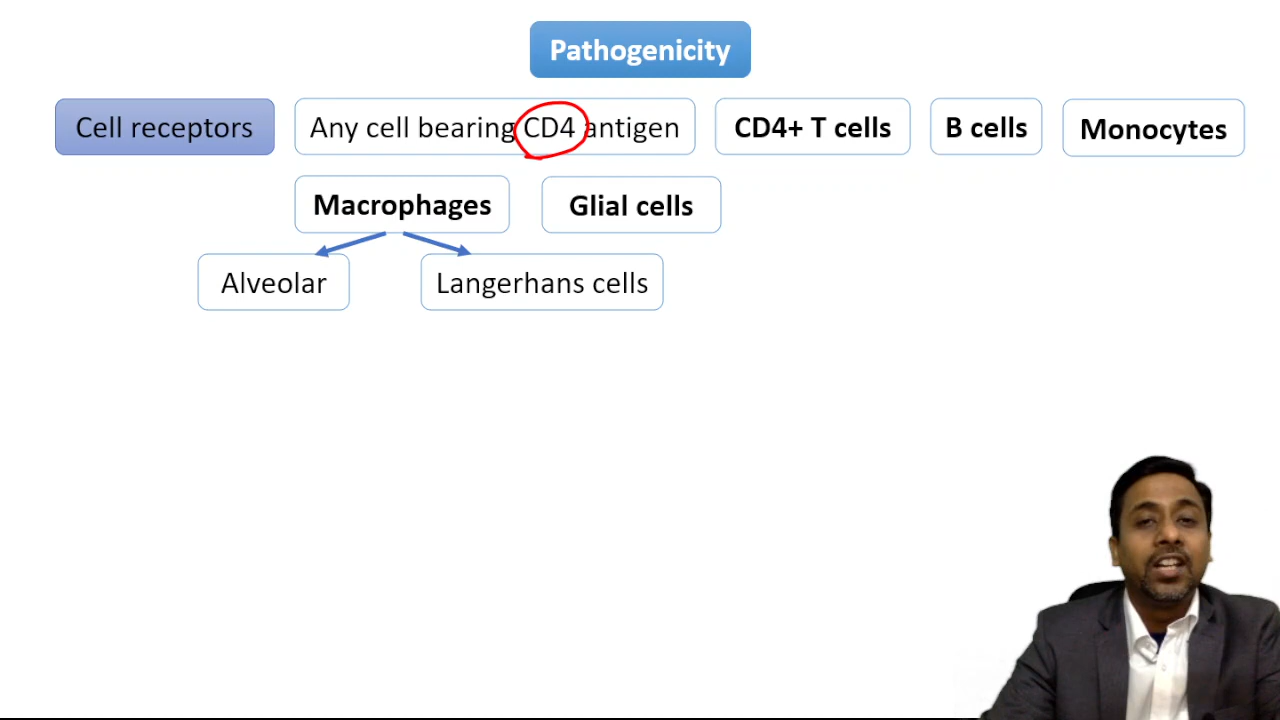 Pathogenicity
Cell receptors
Any cell bearing CD4 antigen
CD4+ T cells
B cells
Monocytes
Macrophages
Glial cells
Alveolar
Langerhans cells